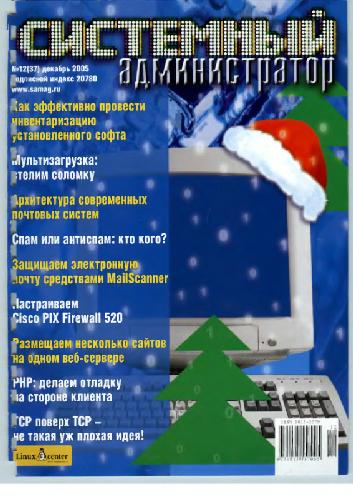 СИСТЕМНЫЙ
администратор
№12(37) декабрь 2005
подписной индекс 20780
www.samag.ru
Как эффективно провести
инвентаризацию
установленного софта
Мультизагрузка:
стелим соломку
Архитектура современных
почтовых систем
Спам или антиспам: кто кого?
Защищаем электронную
почту средствами MailScanner
Настраиваем
Cisco PIX Firewall 520
Размещаем несколько сайтов
на одном веб-сервере
PHP: делаем отладку
на стороне клиента
TCP поверх TCP –
не такая уж плохая идея!
Linux center